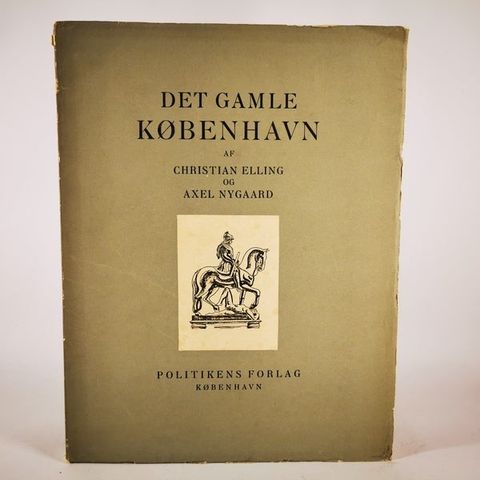 DET GAMLE
KØBENHAVN
AF
CHRISTIAN ELLING
OG
AXEL NYGAARD
POLITIKENS FORLAG
KØBENHAVN